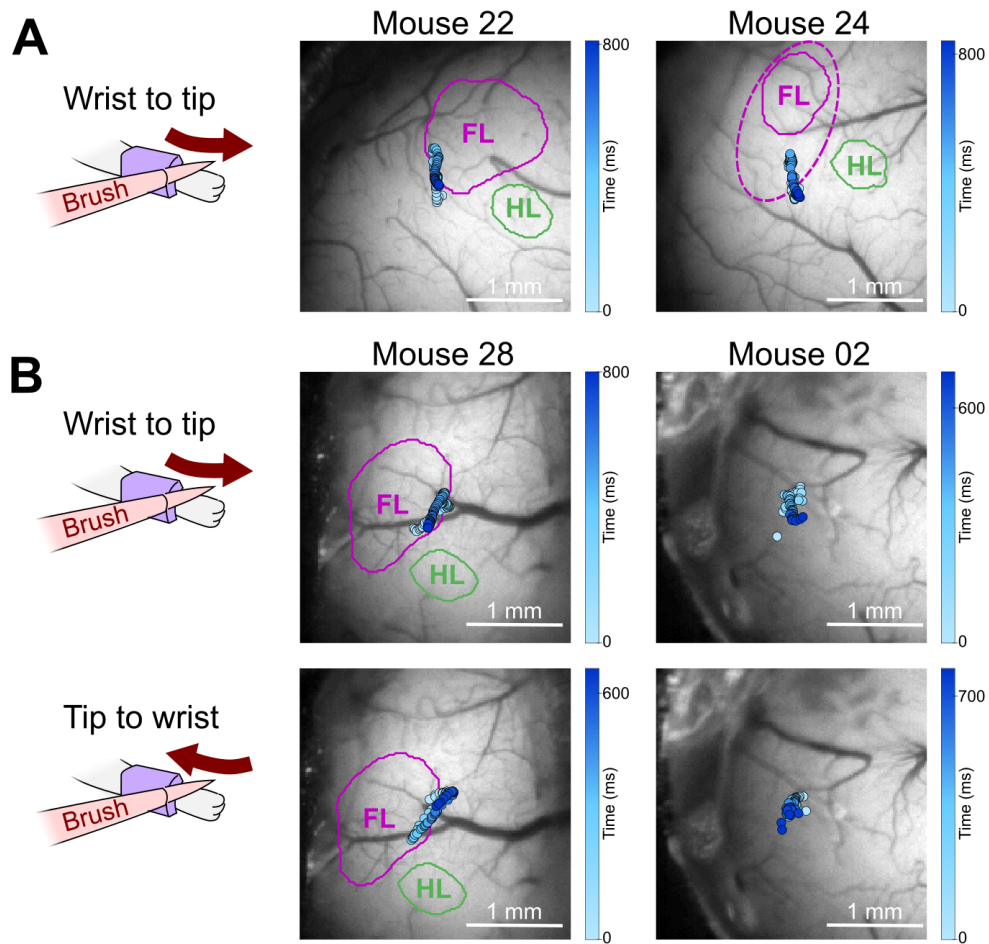 A
Mouse 22
Mouse 24
Wrist to tip
Brush
FL
HL
1 mm
800
Time (ms)
0
FL
HL
1 mm
800
Time (ms)
0
B
Mouse 28
Mouse 02
Wrist to tip
Brush
FL
HL
1 mm
800
Time (ms)
0
1 mm
600
Time (ms)
0
Tip to wrist
Brush
FL
HL
1 mm
600
Time (ms)
0
1 mm
700
Time (ms)
0